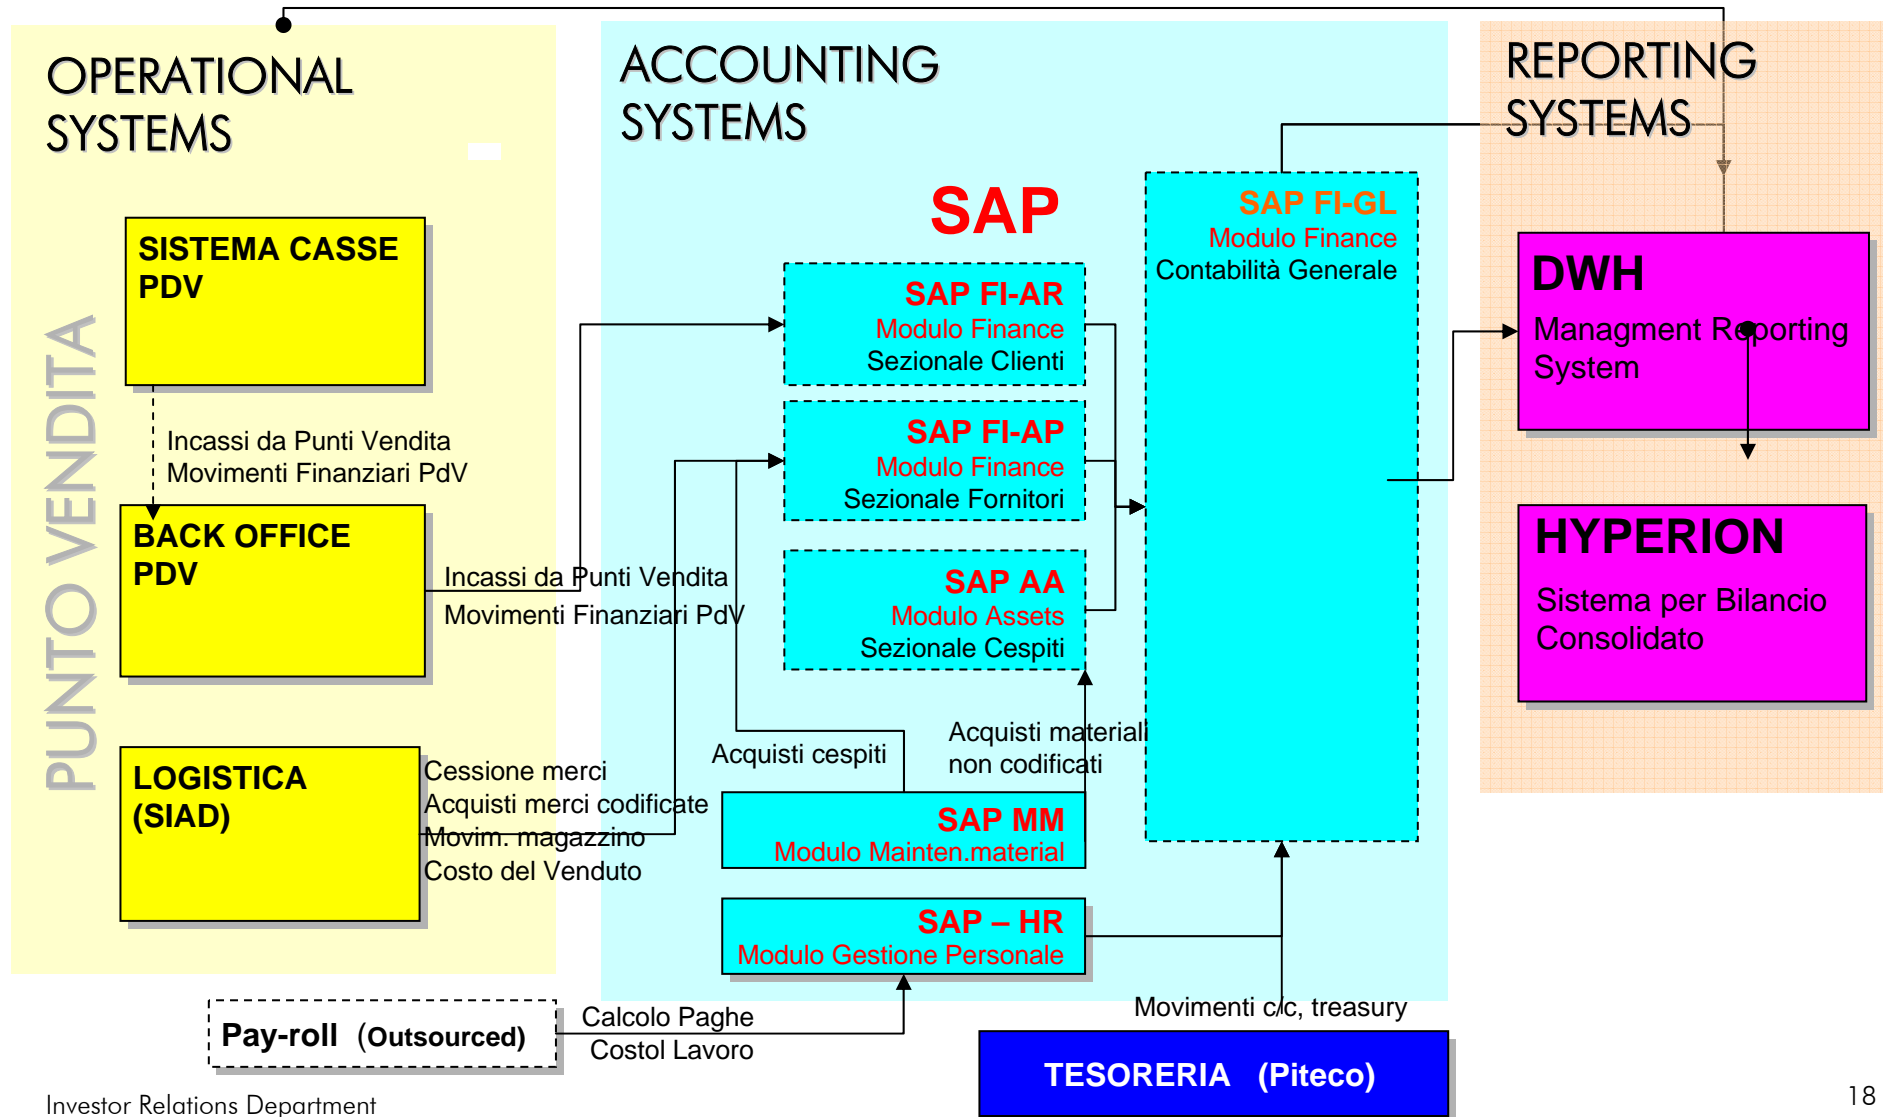 OPERATIONAL
SYSTEMS
PUNTO VENDITA
SISTEMA CASSE
PDV
Incassi da Punti Vendita
Movimenti Finanziari PdV
BACK OFFICE
PDV
Incassi da Punti Vendita
Movimenti Finanziari PdV
LOGISTICA
(SIAD)
Cessione merci
Acquisti merci codificate
Movim. magazzino
Costo del Venduto
Pay-roll (Outsourced)
Calcolo Paghe
Costol Lavoro
ACCOUNTING
SYSTEMS
SAP
SAP FI-AR
Modulo Finance
Sezionale Clienti
SAP FI-AP
Modulo Finance
Sezionale Fornitori
SAP AA
Modulo Assets
Sezionale Cespiti
Acquisti cespiti
Acquisti materiali
non codificati
SAP MM
Modulo Mainten.material
SAP – HR
Modulo Gestione Personale
SAP FI-GL
Modulo Finance
Contabilità Generale
Movimenti c/c, treasury
TESORERIA (Piteco)
REPORTING
SYSTEMS
DWH
Managment Reporting
System
HYPERION
Sistema per Bilancio
Consolidato
Investor Relations Department
18